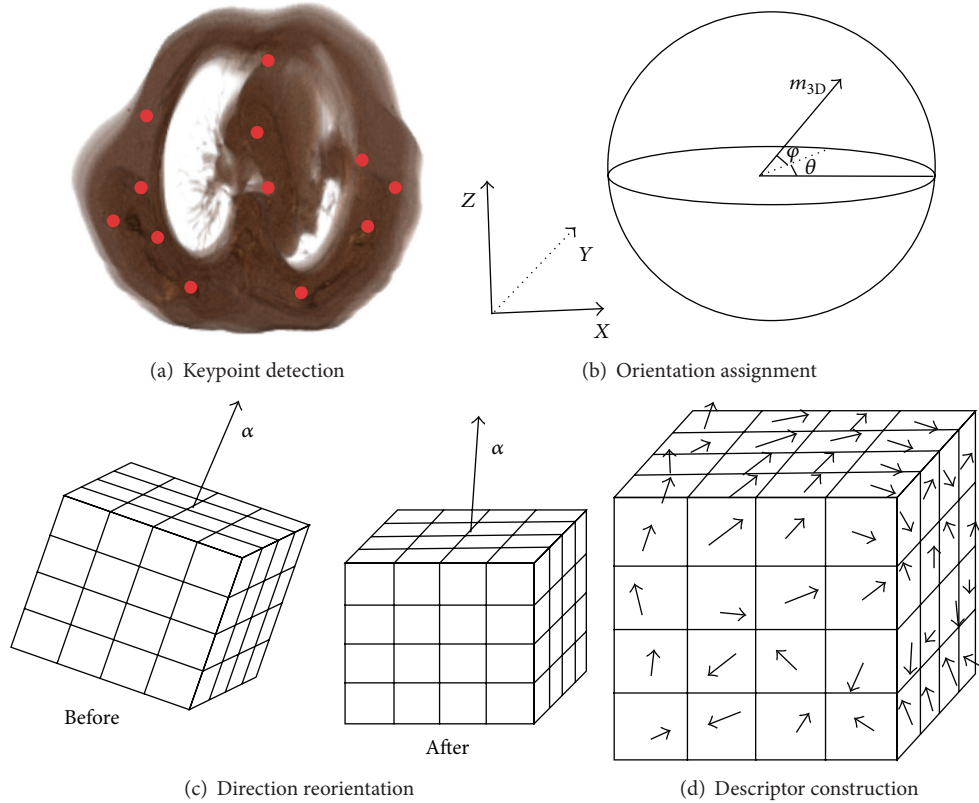 m3D
φ
θ
Z
Y
X
(a) Keypoint detection
(b) Orientation assignment
α
α
Before
After
(c) Direction reorientation
(d) Descriptor construction